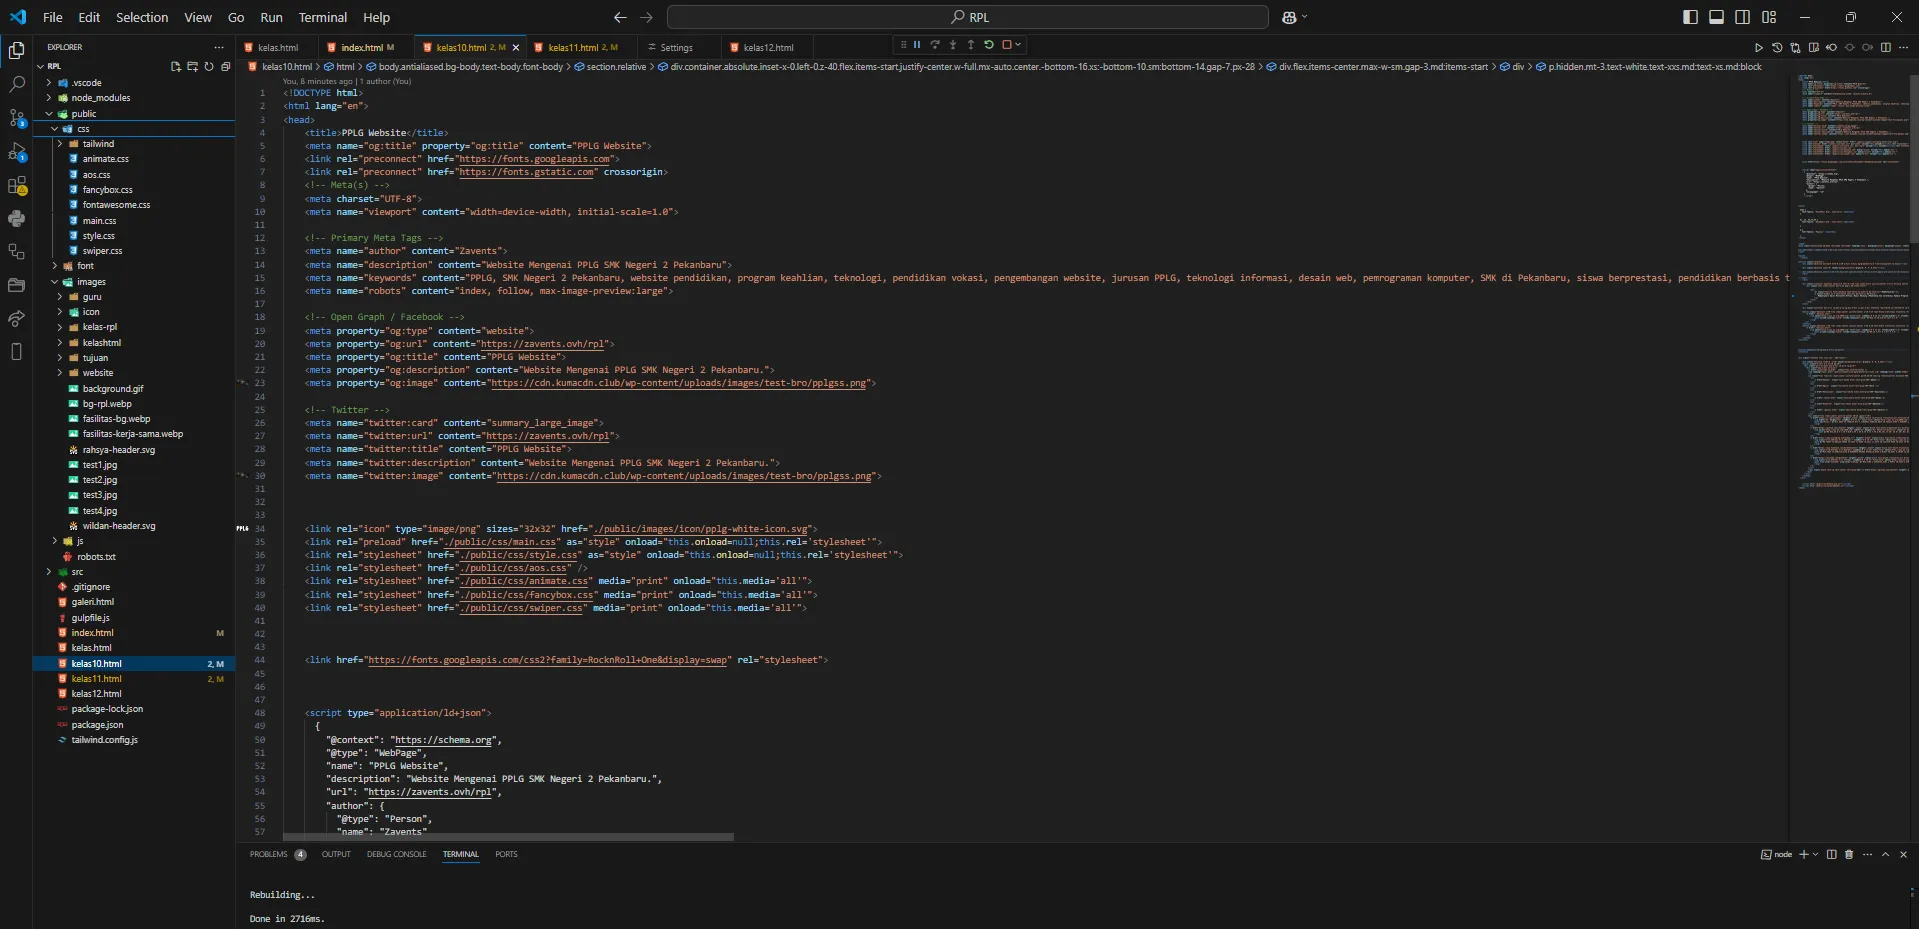 File Edit Selection View Go Run Terminal Help
RPL
EXPLORER
RPL
.vscode
node_modules
public
css
tailwind
animate.css
aos.css
fancybox.css
fontawesome.css
main.css
style.css
swiper.css
font
images
guru
icon
kelas-rpl
kelashtml
tujuan
website
background.gif
bg-rpl.webp
fasilitas-bg.webp
fasilitas-kerja-sama.webp
rahsya-header.svg
test1.jpg
test2.jpg
test3.jpg
test4.jpg
wildan-header.svg
js
robots.txt
src
.gitignore
galeri.html
gulpfile.js
index.html M
kelas.html
kelas10.html 2, M
kelas11.html 2, M
kelas12.html
package-lock.json
package.json
tailwind.config.js
kelas.html index.html M kelas10.html 2, M kelas11.html 2, M Settings kelas12.html
kelas10.html > html > body.antialiased.bg-body.text-body.font-body > section.relative > div.container.absolute.inset-x-0.left-0.z-40.flex.items-start.justify-center.w-full.mx-auto.center.-bottom-16.xs:-bottom-10.sm:bottom-14.gap-7.px-28 > div.flex.items-center.max-w-sm.gap-3.md:items-start > div > p.hidden.mt-3.text-white.text-xxs.md:text-xs.md:block
You, 8 minutes ago | 1 author (You)
1 <!DOCTYPE html>
2 <html lang="en">
3 <head>
4 <title>PPLG Website</title>
5 <meta name="og:title" property="og:title" content="PPLG Website">
6 <link rel="preconnect" href="https://fonts.googleapis.com">
7 <link rel="preconnect" href="https://fonts.gstatic.com" crossorigin>
8 <!-- Meta(s) -->
9 <meta charset="UTF-8">
10 <meta name="viewport" content="width=device-width, initial-scale=1.0">
11
12 <!-- Primary Meta Tags -->
13 <meta name="author" content="Zavents">
14 <meta name="description" content="Website Mengenai PPLG SMK Negeri 2 Pekanbaru">
15 <meta name="keywords" content="PPLG, SMK Negeri 2 Pekanbaru, website pendidikan, program keahlian, teknologi, pendidikan vokasi, pengembangan website, jurusan PPLG, teknologi informasi, desain web, pemrograman komputer, SMK di Pekanbaru, siswa berprestasi, pendidikan berbasis t
16 <meta name="robots" content="index, follow, max-image-preview:large">
17
18 <!-- Open Graph / Facebook -->
19 <meta property="og:type" content="website">
20 <meta property="og:url" content="https://zavents.ovh/rpl">
21 <meta property="og:title" content="PPLG Website">
22 <meta property="og:description" content="Website Mengenai PPLG SMK Negeri 2 Pekanbaru.">
23 <meta property="og:image" content="https://cdn.kumacdn.club/wp-content/uploads/images/test-bro/pplgss.png">
24
25 <!-- Twitter -->
26 <meta name="twitter:card" content="summary_large_image">
27 <meta name="twitter:url" content="https://zavents.ovh/rpl">
28 <meta name="twitter:title" content="PPLG Website">
29 <meta name="twitter:description" content="Website Mengenai PPLG SMK Negeri 2 Pekanbaru.">
30 <meta name="twitter:image" content="https://cdn.kumacdn.club/wp-content/uploads/images/test-bro/pplgss.png">
31
32
33
PPLG 34 <link rel="icon" type="image/png" sizes="32x32" href="./public/images/icon/pplg-white-icon.svg">
35 <link rel="preload" href="./public/css/main.css" as="style" onload="this.onload=null;this.rel='stylesheet'">
36 <link rel="stylesheet" href="./public/css/style.css" as="style" onload="this.onload=null;this.rel='stylesheet'">
37 <link rel="stylesheet" href="./public/css/aos.css" />
38 <link rel="stylesheet" href="./public/css/animate.css" media="print" onload="this.media='all'">
39 <link rel="stylesheet" href="./public/css/fancybox.css" media="print" onload="this.media='all'">
40 <link rel="stylesheet" href="./public/css/swiper.css" media="print" onload="this.media='all'">
41
42
43
44 <link href="https://fonts.googleapis.com/css2?family=RocknRoll+One&display=swap" rel="stylesheet">
45
46
47
48 <script type="application/ld+json">
49 {
50 "@context": "https://schema.org",
51 "@type": "WebPage",
52 "name": "PPLG Website",
53 "description": "Website Mengenai PPLG SMK Negeri 2 Pekanbaru.",
54 "url": "https://zavents.ovh/rpl",
55 "author": {
56 "@type": "Person",
57 "name": "Zavents"
PROBLEMS 4 OUTPUT DEBUG CONSOLE TERMINAL PORTS
node
Rebuilding...
Done in 2716ms.